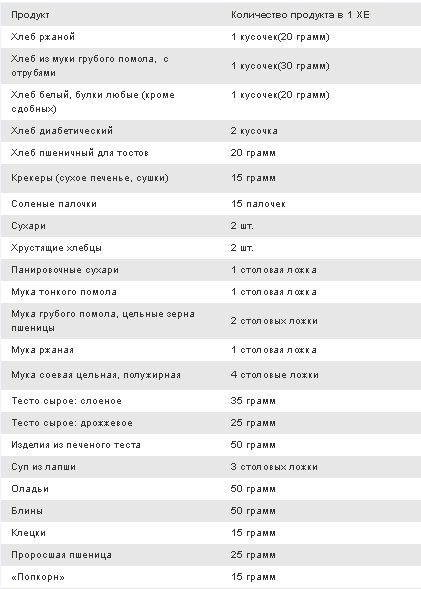 Продукт Количество продукта в 1 ХЕ
Хлеб ржаной 1 кусочек(20 грамм)
Хлеб из муки грубого помола, с
отрубями 1 кусочек(30 грамм)
Хлеб белый, булки любые (кроме
сдобных) 1 кусочек(20 грамм)
Хлеб диабетический 2 кусочка
Хлеб пшеничный для тостов 20 грамм
Крекеры (сухое печенье, сушки) 15 грамм
Соленые палочки 15 палочек
Сухари 2 шт.
Хрустящие хлебцы 2 шт.
Панировочные сухари 1 столовая ложка
Мука тонкого помола 1 столовая ложка
Мука грубого помола, цельные зерна
пшеницы 2 столовых ложки
Мука ржаная 1 столовая ложка
Мука соевая цельная, полужирная 4 столовые ложки
Тесто сырое: слоеное 35 грамм
Тесто сырое: дрожжевое 25 грамм
Изделия из печеного теста 50 грамм
Суп из лапши 3 столовых ложки
Оладьи 50 грамм
Блины 50 грамм
Клецки 15 грамм
Проросшая пшеница 25 грамм
«Попкорн» 15 грамм